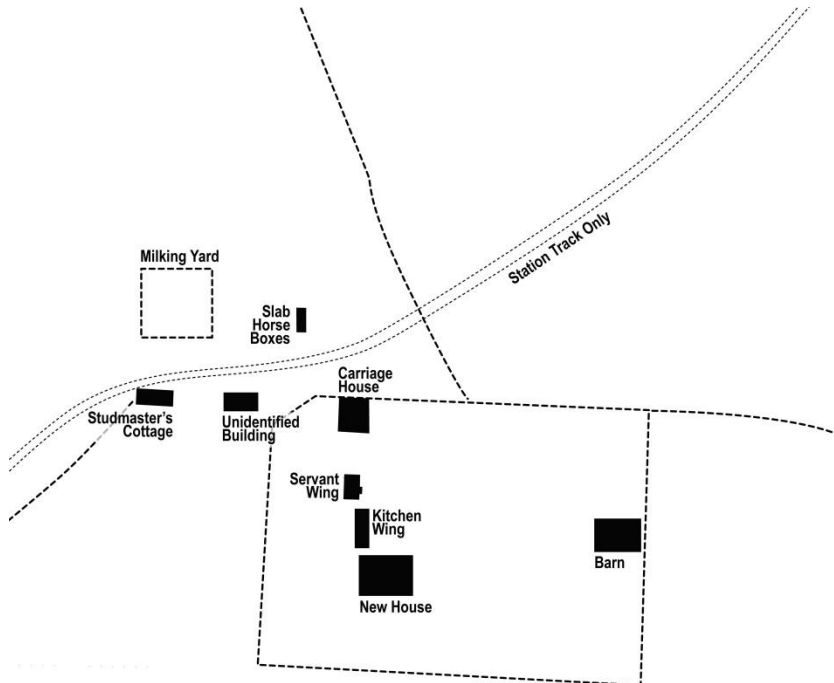 Station Track Only
Milking Yard
Slab
Horse
Boxes
Carriage
House
Studmaster's
Cottage
Unidentified
Building
Servant
Wing
Kitchen
Wing
Barn
New House